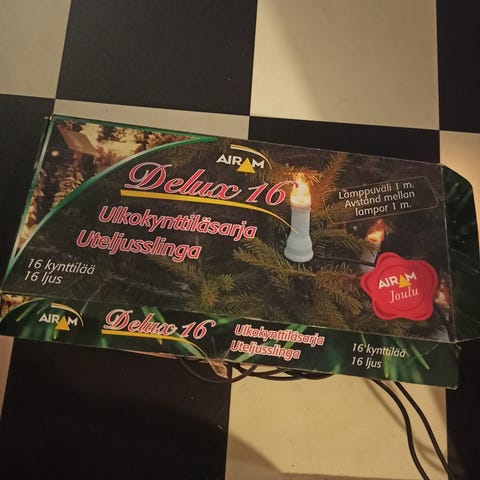 AIRAM
Delux 16
Ulkokynttiläsarja
Uteljusslinga
16 kynttilää
16 ljus
Lämppuväli 1 m.
Avstånd mellan
lampor 1 m.
AIRAM
Joulu
AIRAM
Delux 16
Ulkokynttiläsarja
Uteljusslinga
16 kynttilää
16 ljus